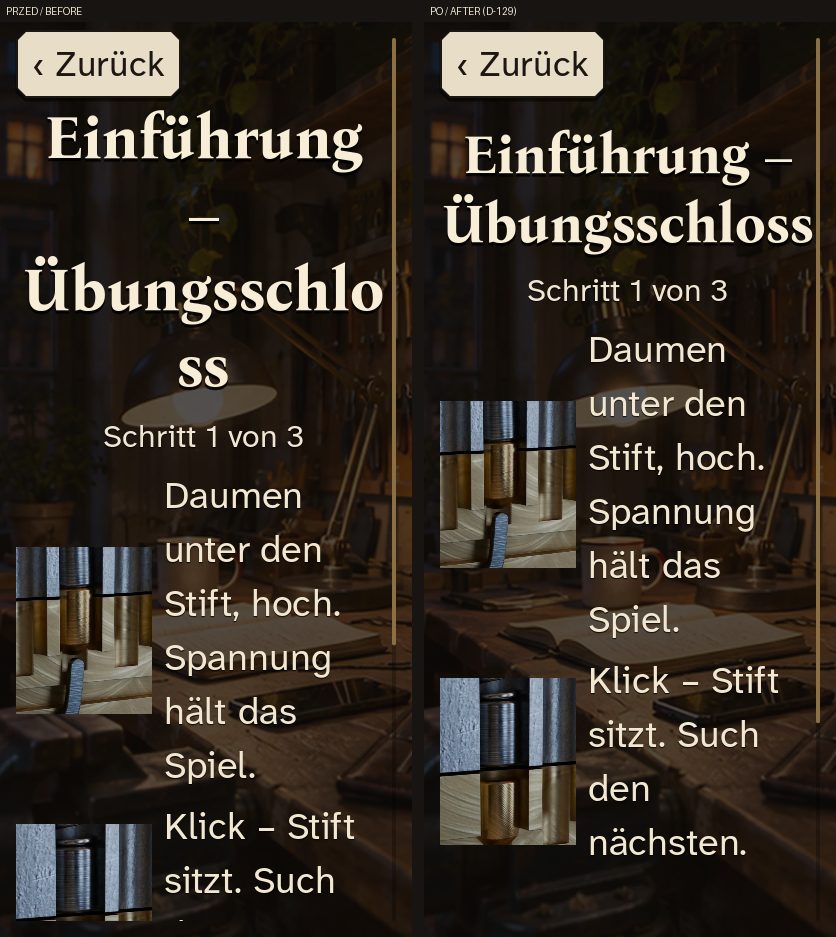 PRZED / BEFORE
‹ Zurück
Einführung
–
Übungsschlo
ss
Schritt 1 von 3
Daumen
unter den
Stift, hoch.
Spannung
hält das
Spiel.
Klick – Stift
sitzt. Such
PO / AFTER (D-129)
‹ Zurück
Einführung –
Übungsschloss
Schritt 1 von 3
Daumen
unter den
Stift, hoch.
Spannung
hält das
Spiel.
Klick – Stift
sitzt. Such
den
nächsten.